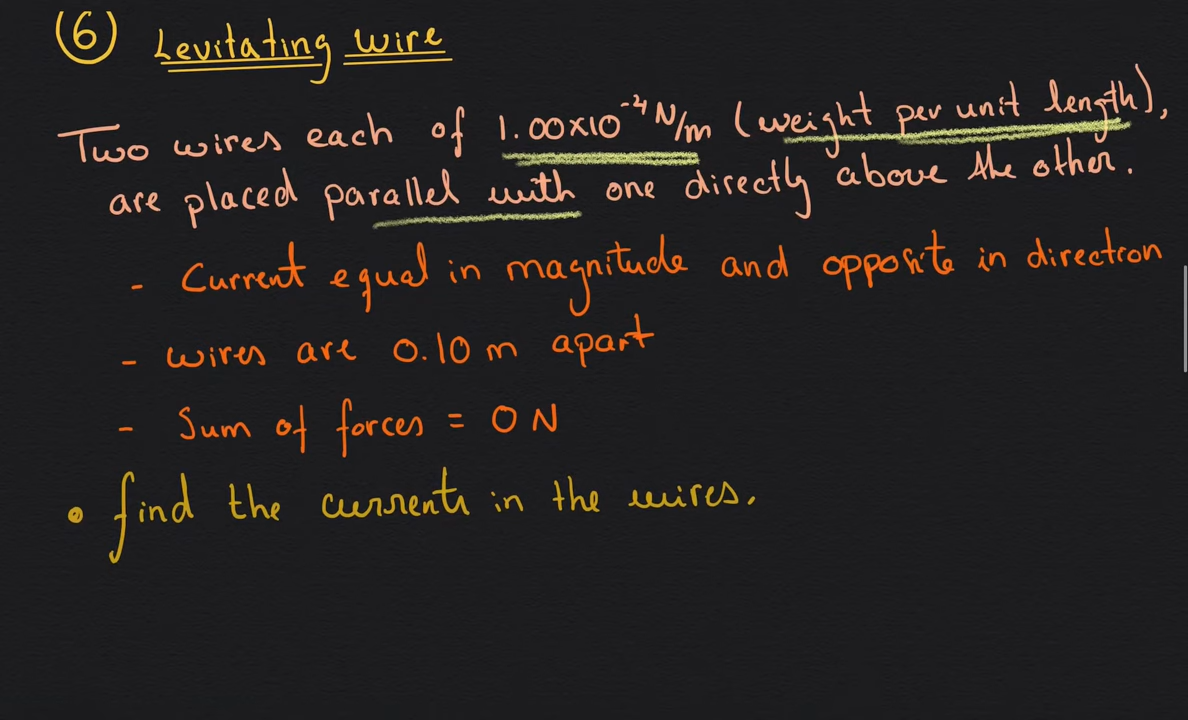 6 Levitating wire
Two wires each of 1.00x10⁻⁴ N/m (weight per unit length),
are placed parallel with one directly above the other.
- Current equal in magnitude and opposite in direction
- wires are 0.10 m apart
- Sum of forces = 0 N
• find the currents in the wires.